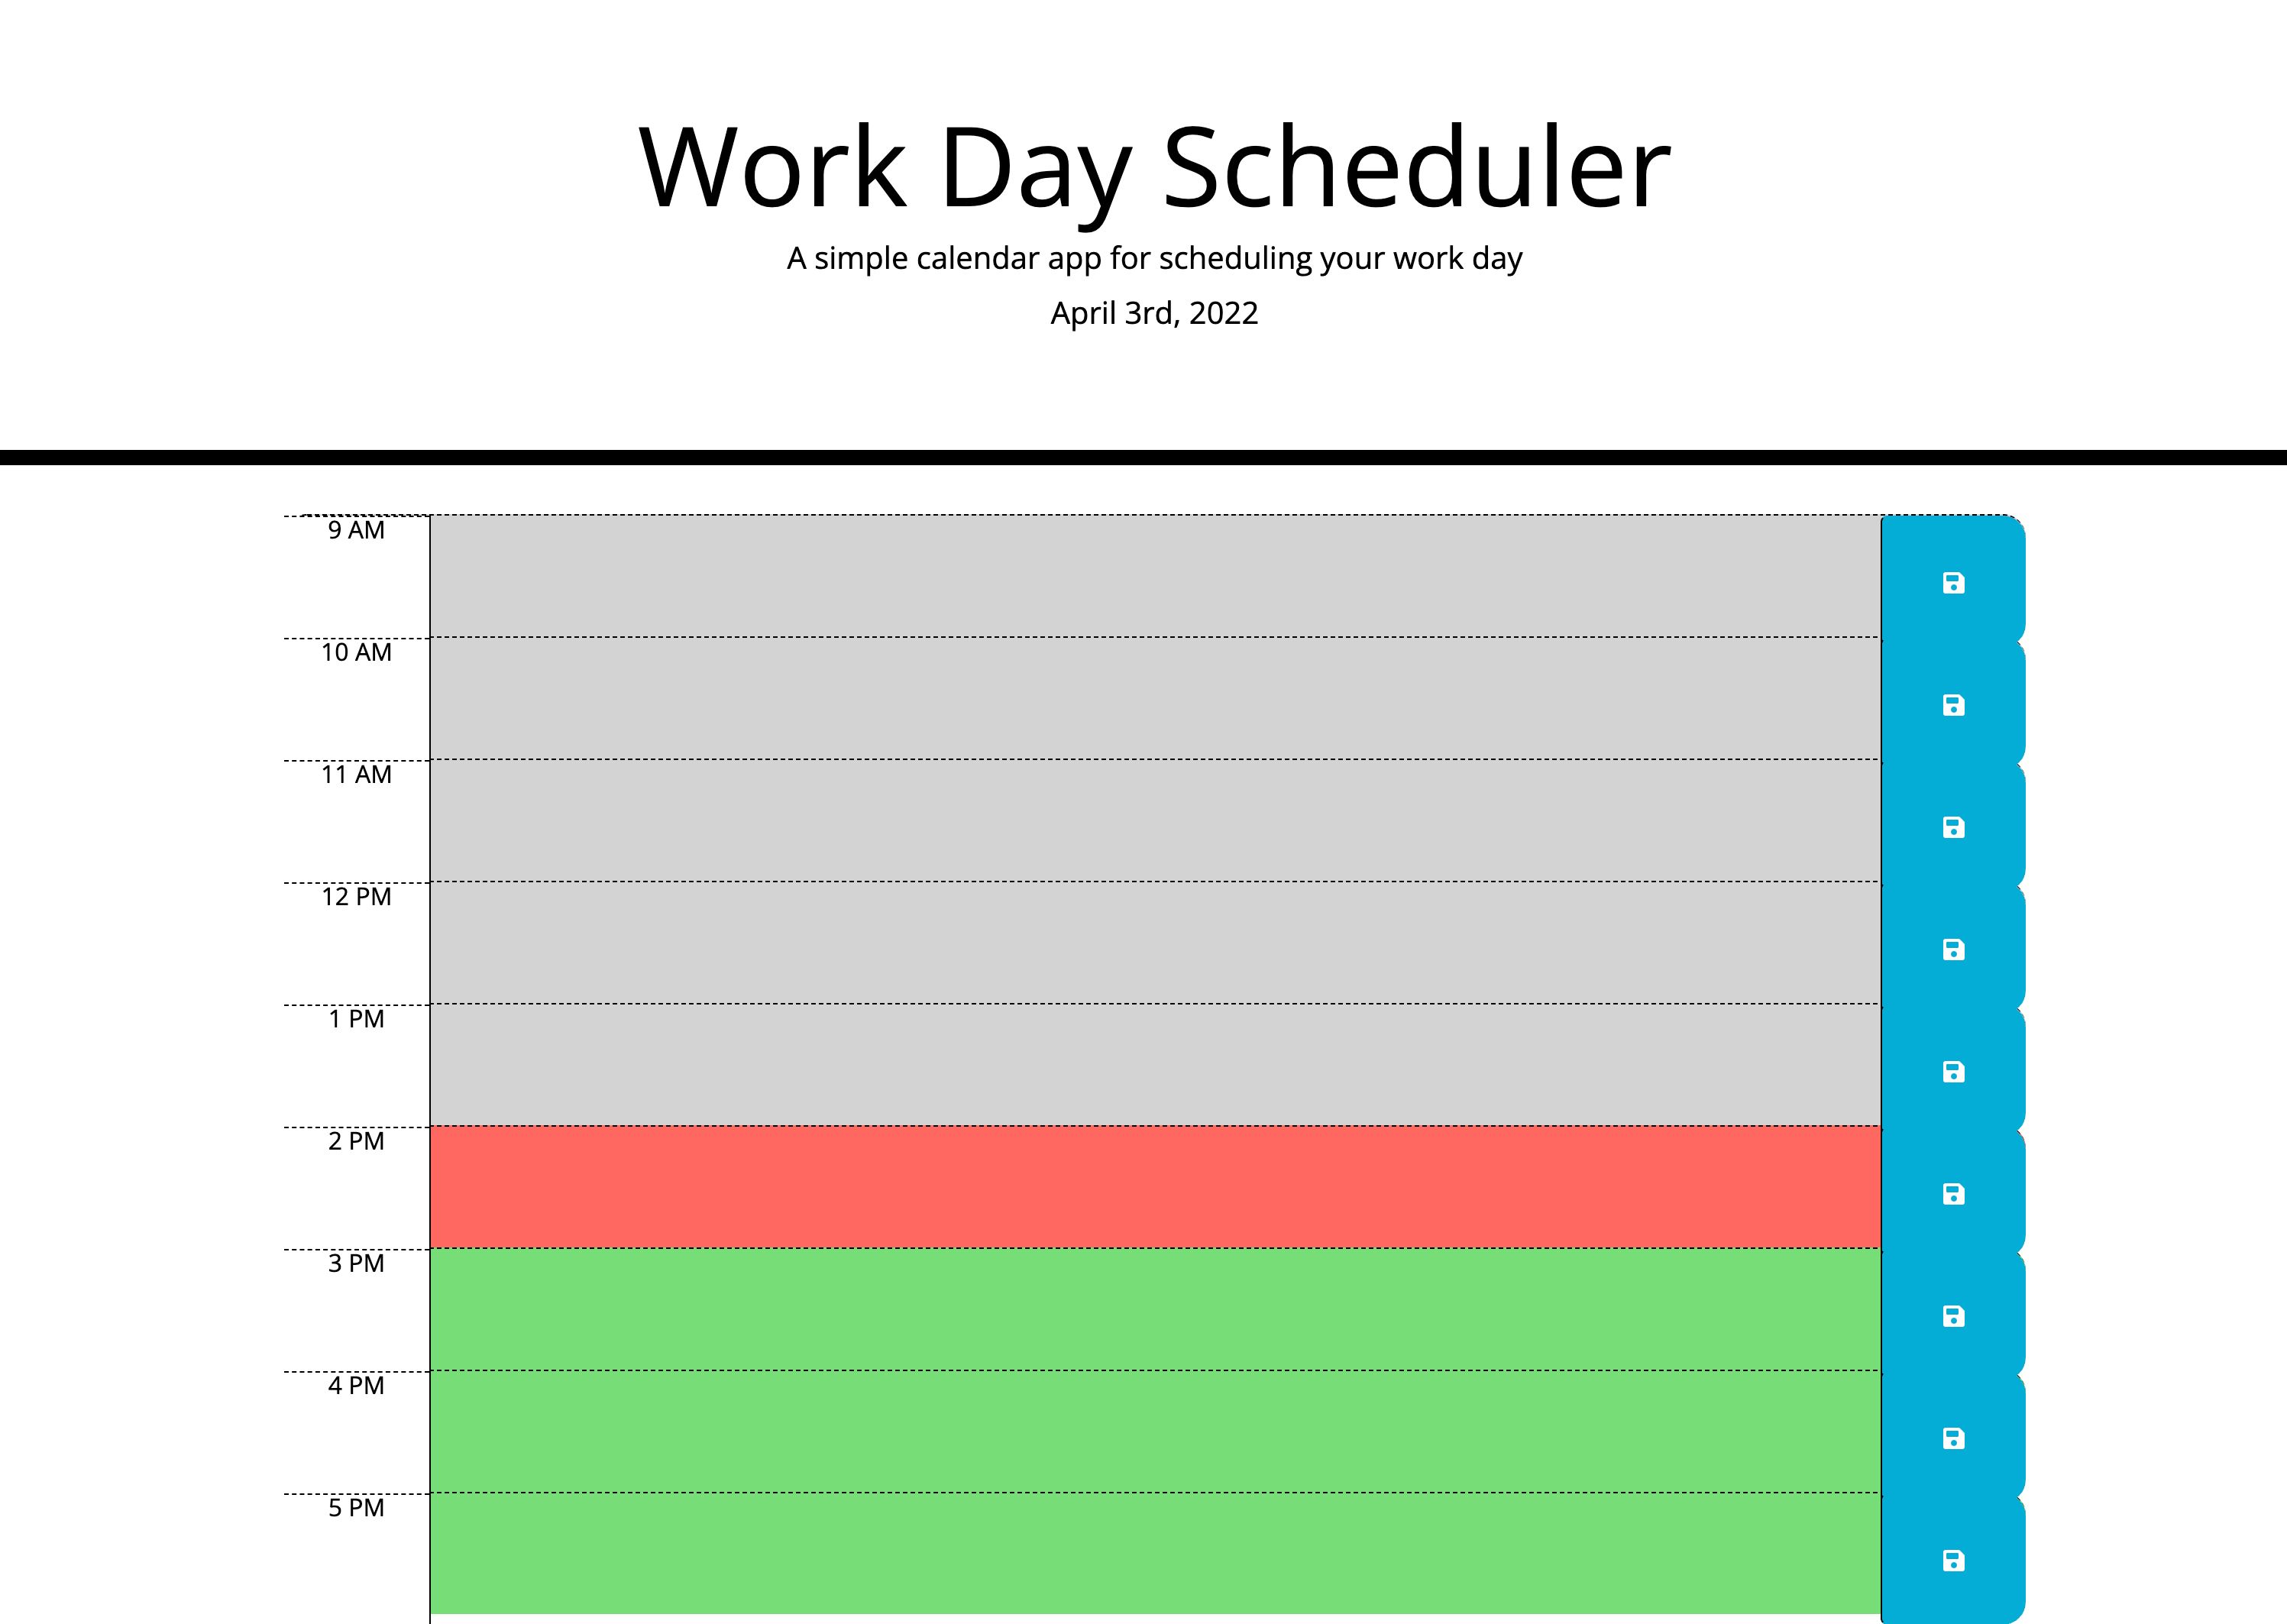 Work Day Scheduler
A simple calendar app for scheduling your work day
April 3rd, 2022
9 AM
10 AM
11 AM
12 PM
1 PM
2 PM
3 PM
4 PM
5 PM